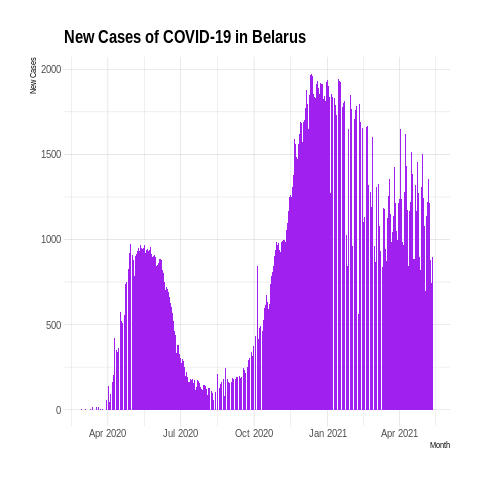 New Cases of COVID-19 in Belarus
New Cases
2000
1500
1000
500
0
Apr 2020 Jul 2020 Oct 2020 Jan 2021 Apr 2021
Month